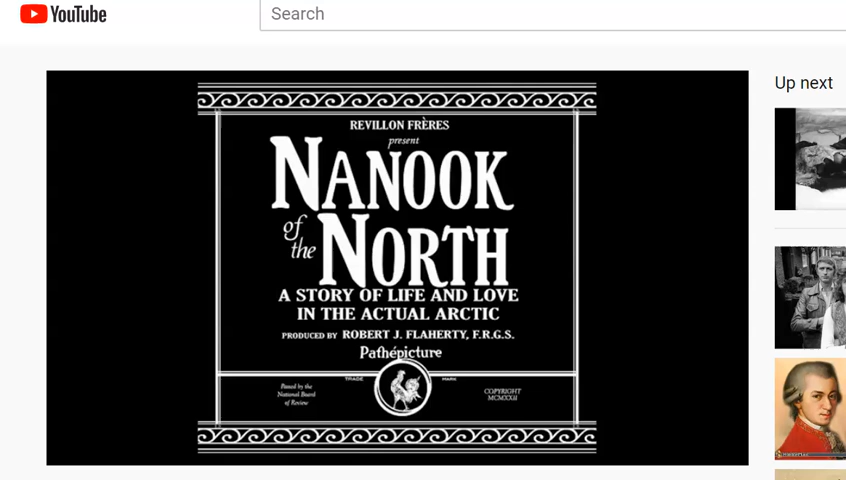 YouTube
Search
Up next
REVILLON FRÈRES
present
NANOOK
of the
NORTH
A STORY OF LIFE AND LOVE
IN THE ACTUAL ARCTIC
PRODUCED BY ROBERT J. FLAHERTY, F.R.G.S.
Pathépicture
TRADE MARK
Passed by the
National Board
of Review
COPYRIGHT
MCMXXII